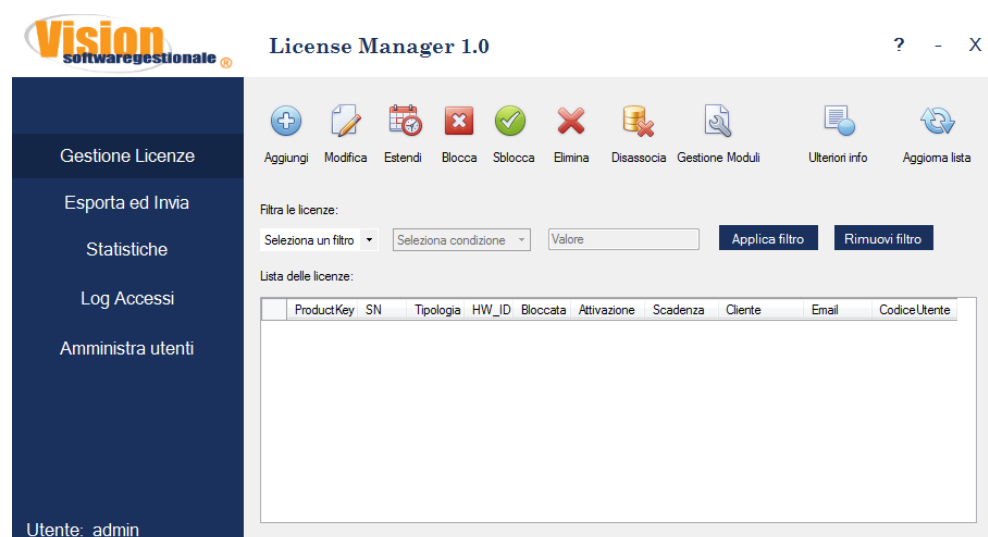 Vision
softwaregestionale ®
License Manager 1.0
? - X
Gestione Licenze
Esporta ed Invia
Statistiche
Log Accessi
Amministra utenti
Utente: admin
Aggiungi Modifica Estendi Blocca Sblocca Elimina Disassocia Gestione Moduli Ulteriori info Aggiorna lista
Filtra le licenze:
Seleziona un filtro Seleziona condizione Valore Applica filtro Rimuovi filtro
Lista delle licenze:
ProductKey SN Tipologia HW_ID Bloccata Attivazione Scadenza Cliente Email CodiceUtente